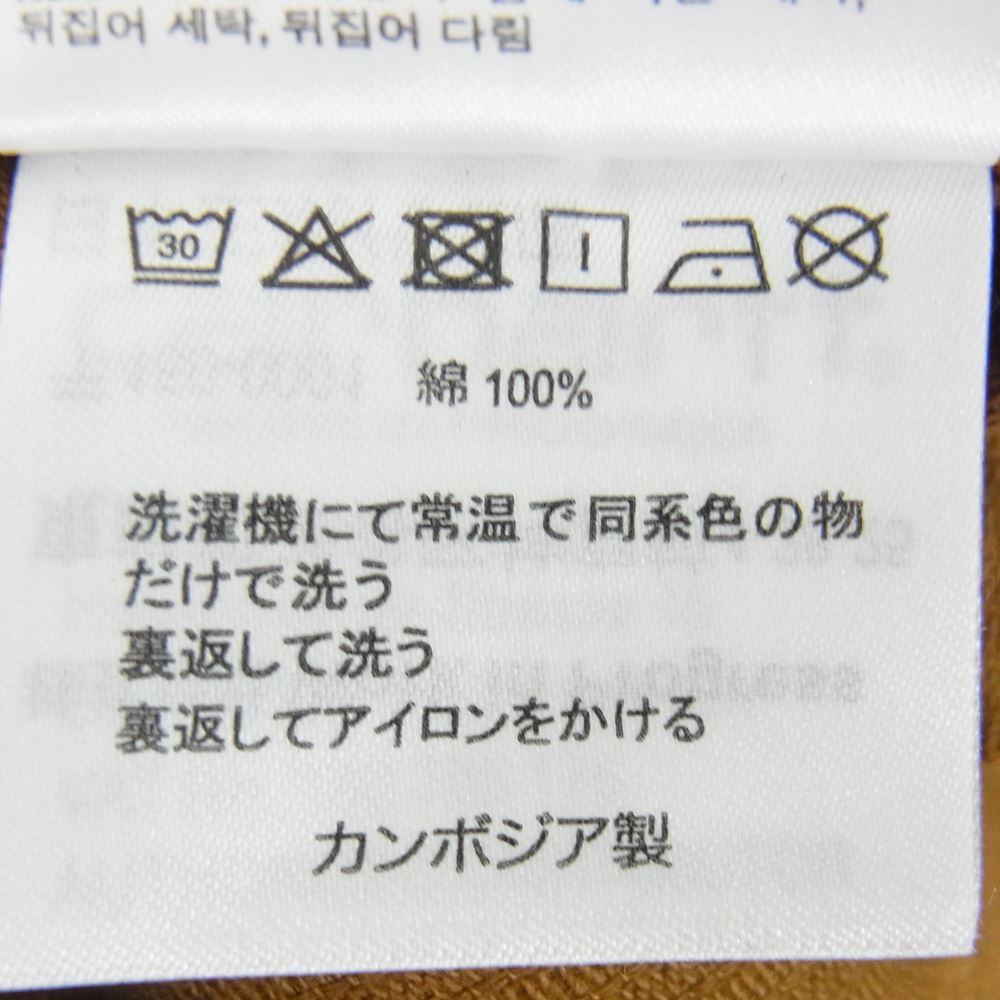 뒤집어 세탁, 뒤집어 다림
30
綿 100%
洗濯機にて常温で同系色の物
だけで洗う
裏返して洗う
裏返してアイロンをかける
カンボジア製